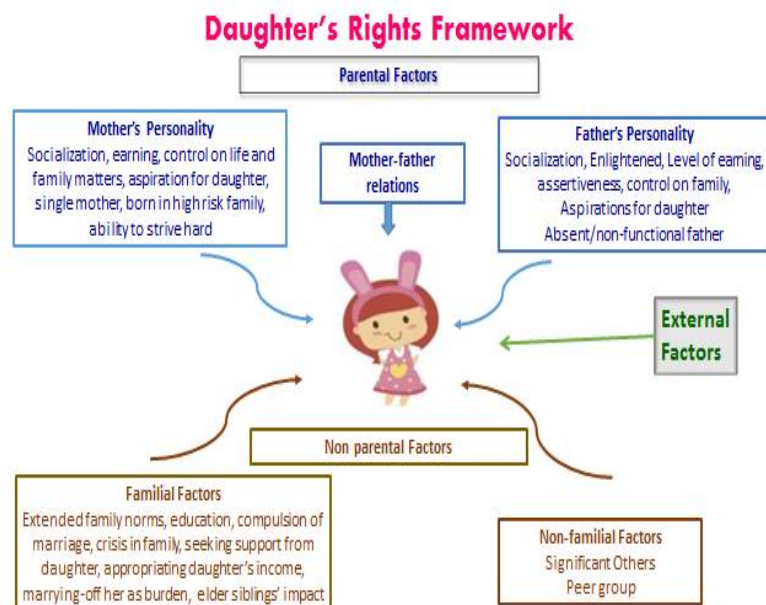 Daughter's Rights Framework
Parental Factors
Mother's Personality
Socialization, earning, control on life and
family matters, aspiration for daughter,
single mother, born in high risk family,
ability to strive hard
Mother-father
relations
Father's Personality
Socialization, Enlightened, Level of earning,
assertiveness, control on family,
Aspirations for daughter
Absent/non-functional father
External
Factors
Non parental Factors
Familial Factors
Extended family norms, education, compulsion of
marriage, crisis in family, seeking support from
daughter, appropriating daughter's income,
marrying-off her as burden, elder siblings' impact
Non-familial Factors
Significant Others
Peer group